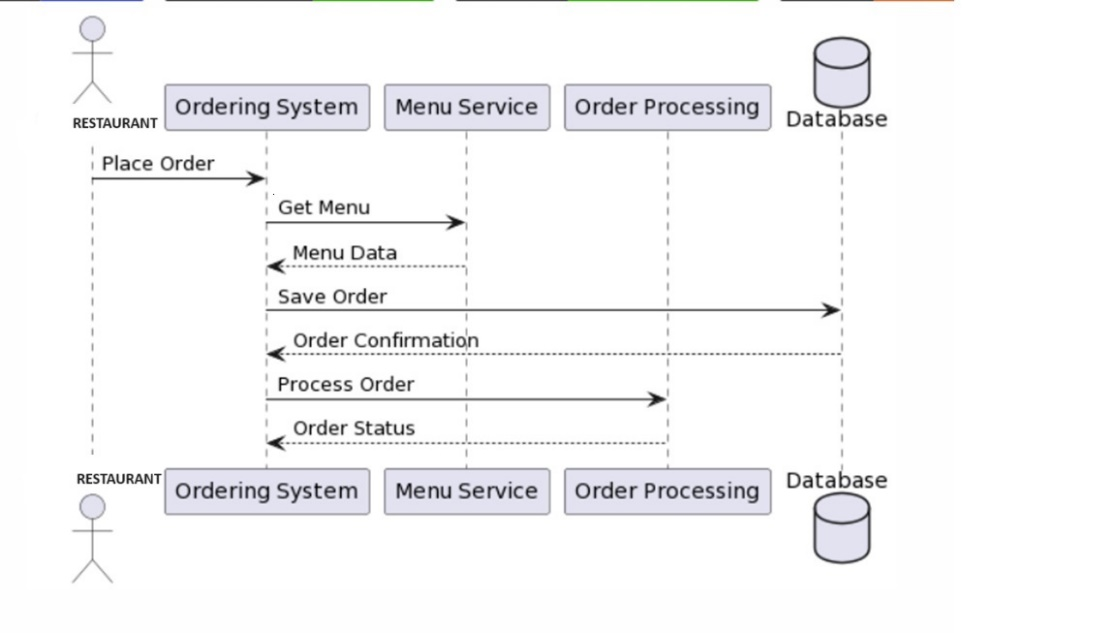 RESTAURANT
Ordering System
Menu Service
Order Processing
Database
Place Order
Get Menu
Menu Data
Save Order
Order Confirmation
Process Order
Order Status
RESTAURANT
Ordering System
Menu Service
Order Processing
Database